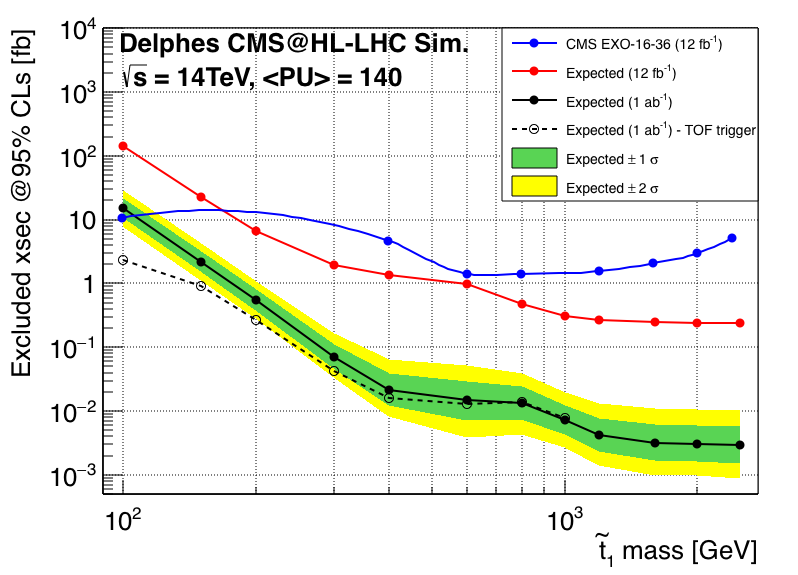 Delphes CMS@HL-LHC Sim.
√s = 14TeV, <PU> = 140
CMS EXO-16-36 (12 fb⁻¹)
Expected (12 fb⁻¹)
Expected (1 ab⁻¹)
Expected (1 ab⁻¹) - TOF trigger
Expected ± 1 σ
Expected ± 2 σ
Excluded xsec @95% CLs [fb]
10⁴
10³
10²
10
1
10⁻¹
10⁻²
10⁻³
10² 10³
t̃₁ mass [GeV]